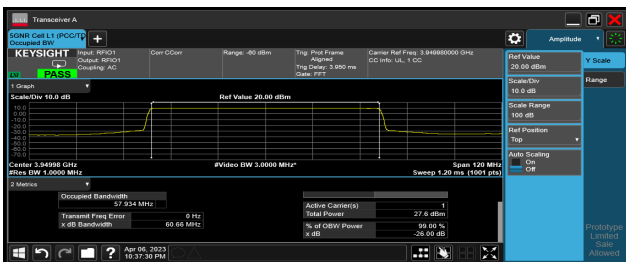 Transceiver A
5GNR Cell L1 (PCC/TD
Occupied BW
+
KEYSIGHT
PASS
Input: RFIO1
Output: RFIO1
Coupling: AC
Corr CCorr
Range: -60 dBm
Trig: Prot Frame
Aligned
Trig Delay: 3.950 ms
Gate: FFT
Carrier Ref Freq: 3.949980000 GHz
CC Info: UL, 1 CC
1 Graph
Scale/Div 10.0 dB
Ref Value 20.00 dBm
10.0
0.00
-10.0
-20.0
-30.0
-40.0
-50.0
-60.0
-70.0
Center 3.94998 GHz
#Video BW 3.0000 MHz*
Span 120 MHz
#Res BW 1.0000 MHz
Sweep 1.20 ms (1001 pts)
2 Metrics
Occupied Bandwidth
57.934 MHz
Transmit Freq Error 0 Hz
x dB Bandwidth 60.66 MHz
Active Carrier(s) 1
Total Power 27.6 dBm
% of OBW Power 99.00 %
x dB -26.00 dB
Apr 06, 2023
10:37:30 PM
Amplitude
Ref Value
20.00 dBm
Scale/Div
10.0 dB
Scale Range
100 dB
Ref Position
Top
Auto Scaling
On
Off
Y Scale
Range
Prototype
Limited
Sale
Allowed